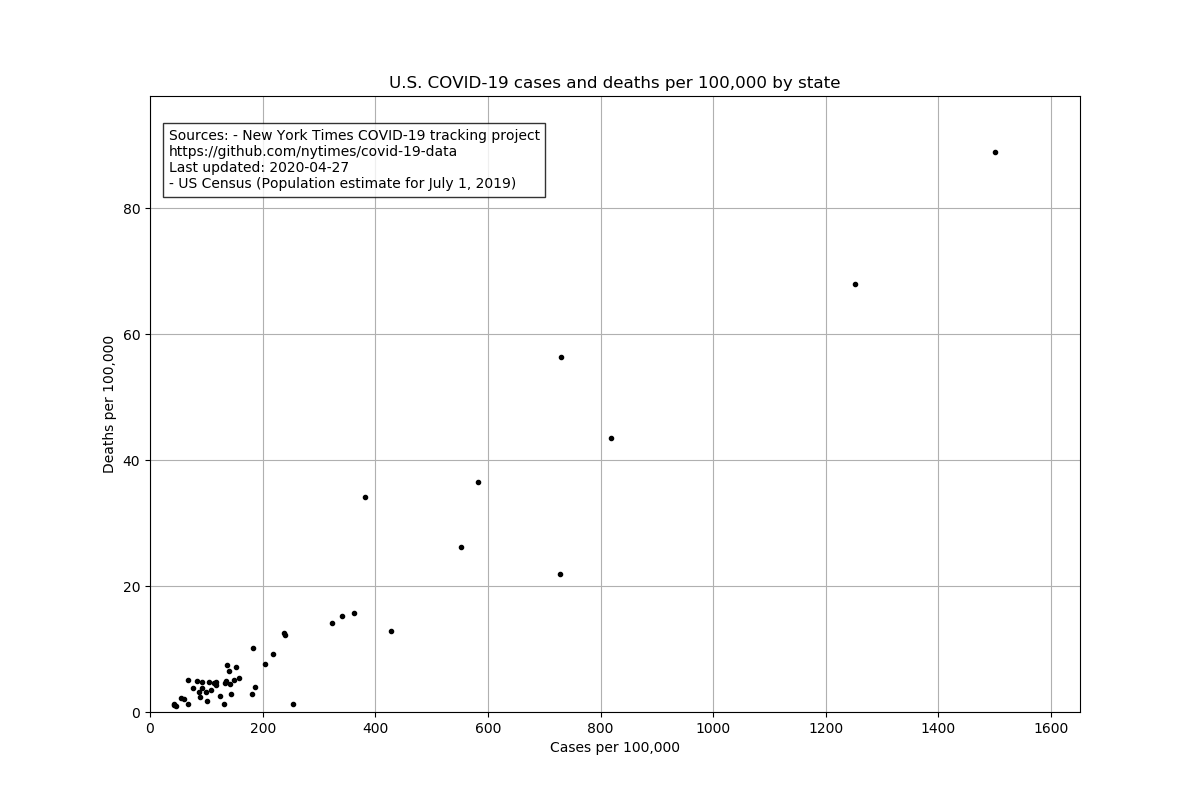 U.S. COVID-19 cases and deaths per 100,000 by state
Sources: - New York Times COVID-19 tracking project
https://github.com/nytimes/covid-19-data
Last updated: 2020-04-27
- US Census (Population estimate for July 1, 2019)
80
60
40
20
0
Deaths per 100,000
0 200 400 600 800 1000 1200 1400 1600
Cases per 100,000